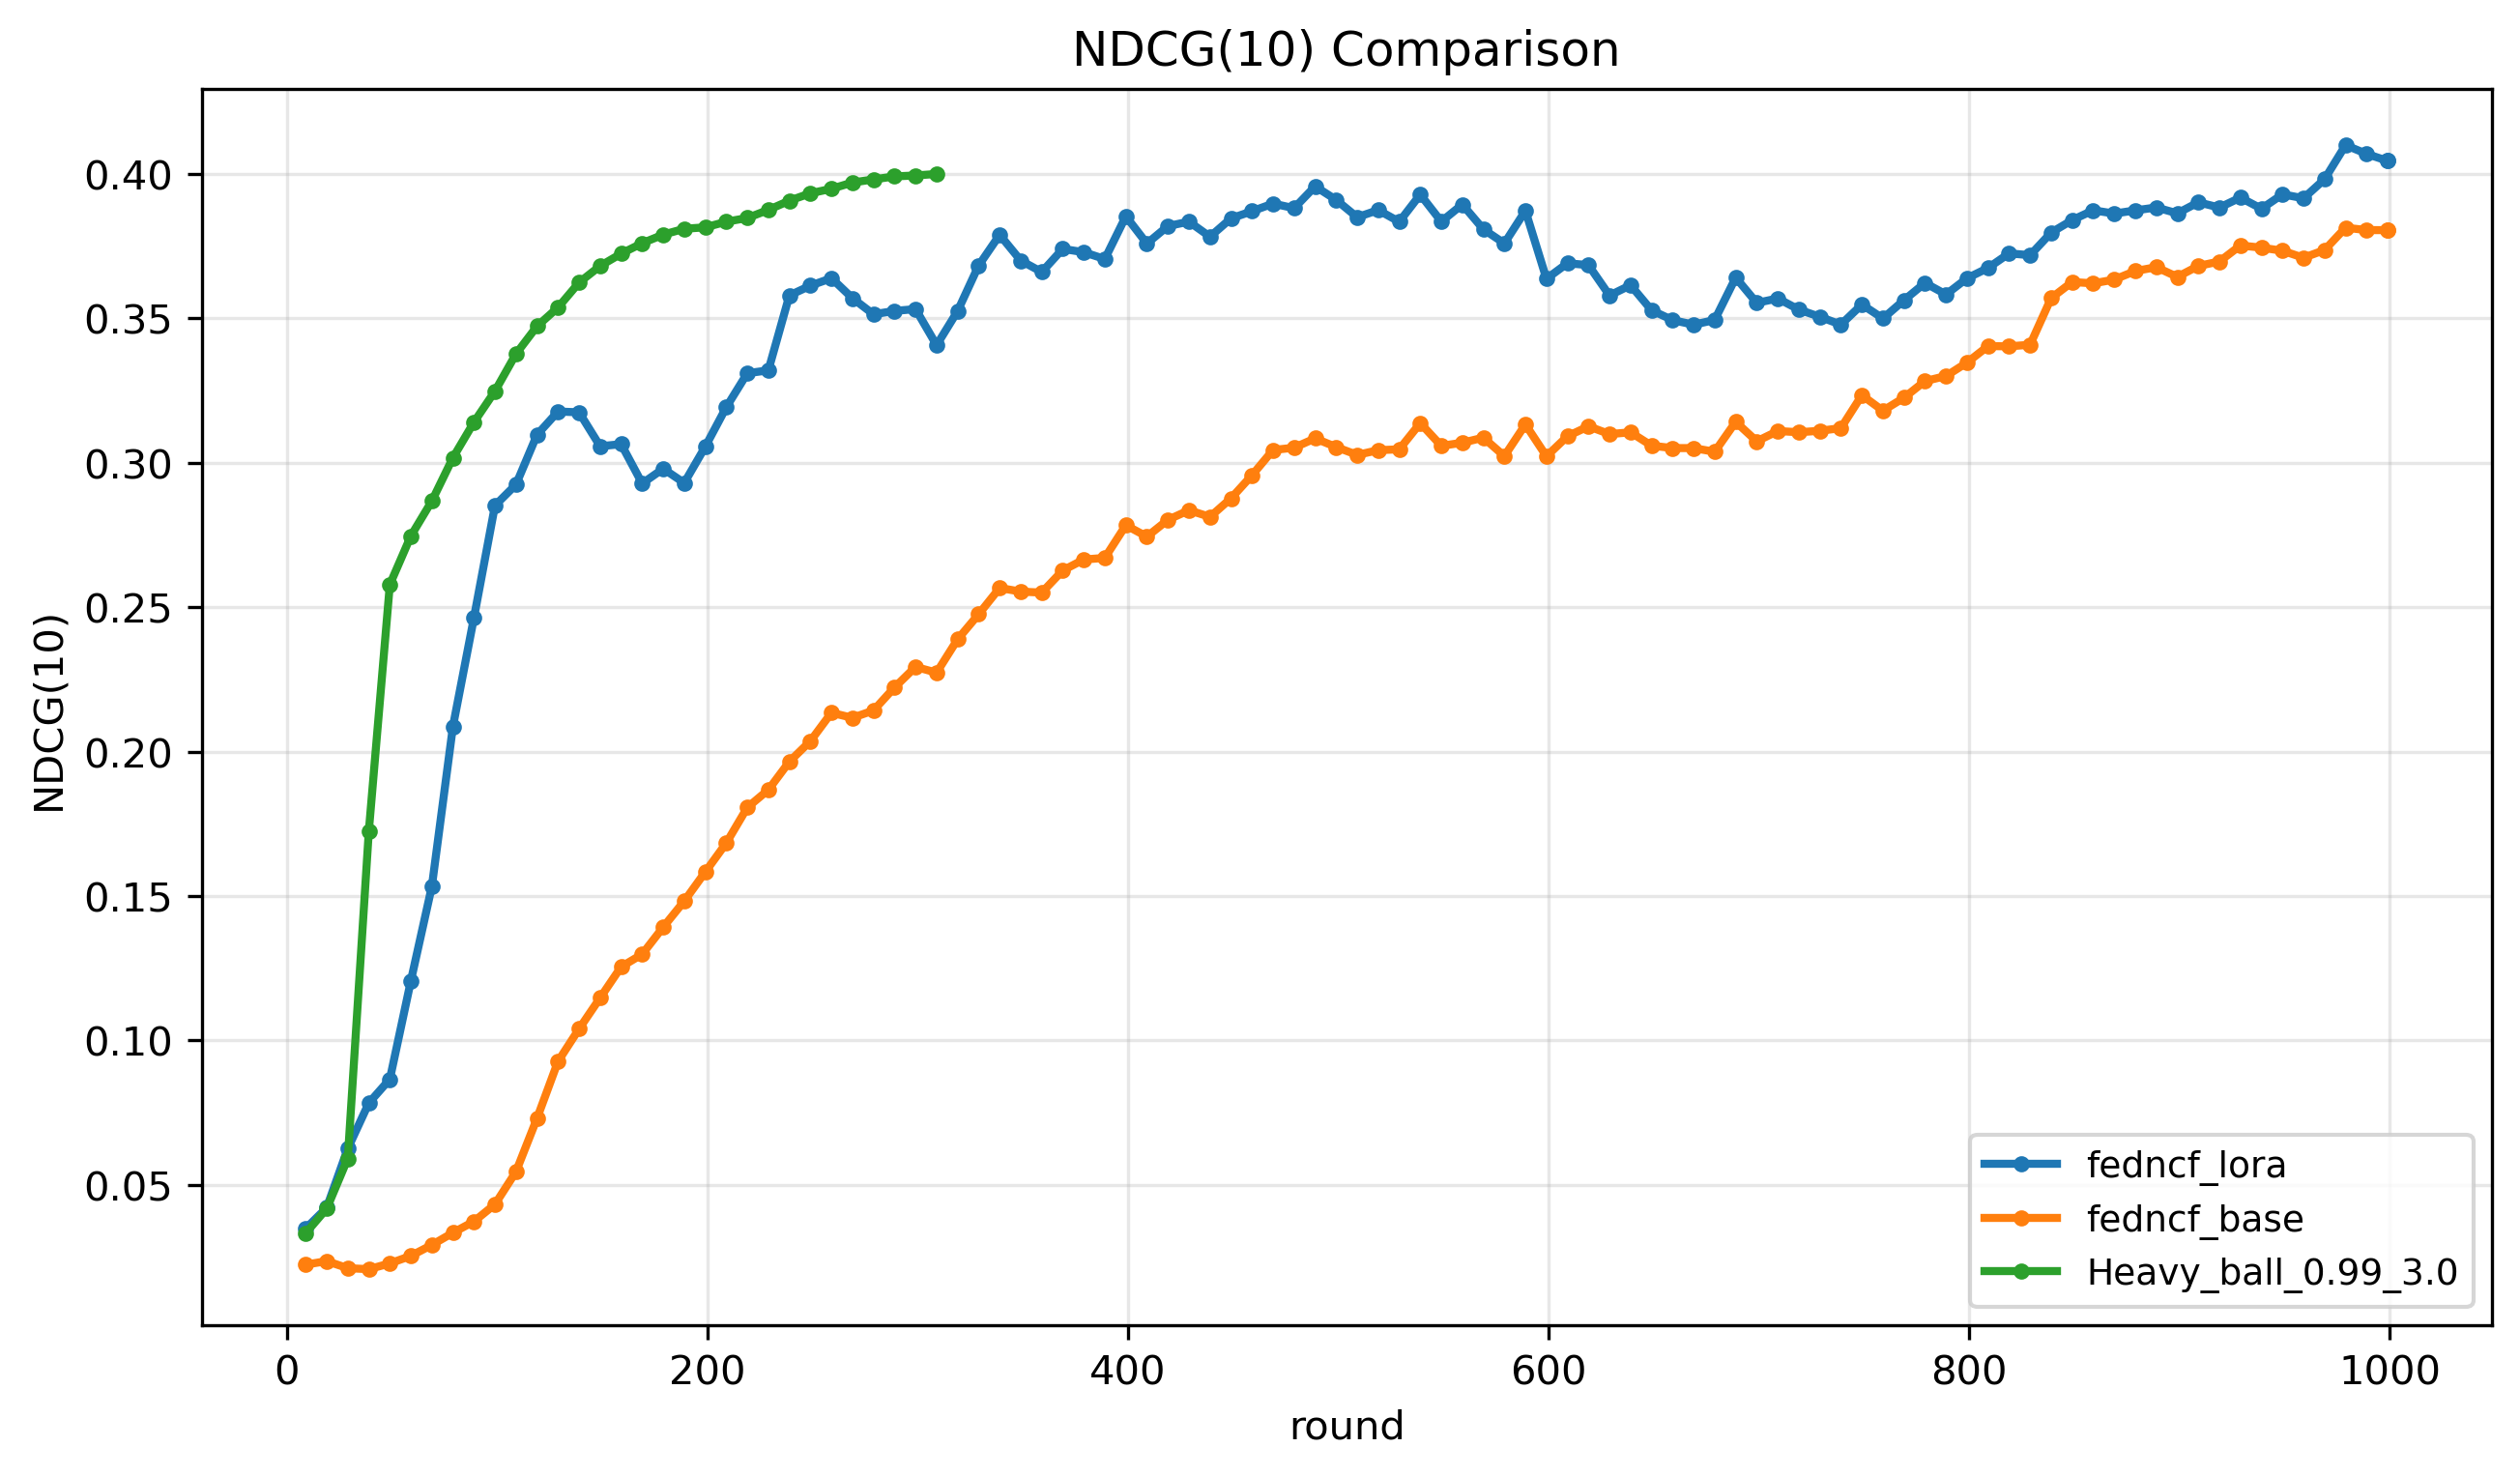 NDCG(10) Comparison
NDCG(10)
0.40
0.35
0.30
0.25
0.20
0.15
0.10
0.05
0 200 400 600 800 1000
round
fedncf_lora
fedncf_base
Heavy_ball_0.99_3.0